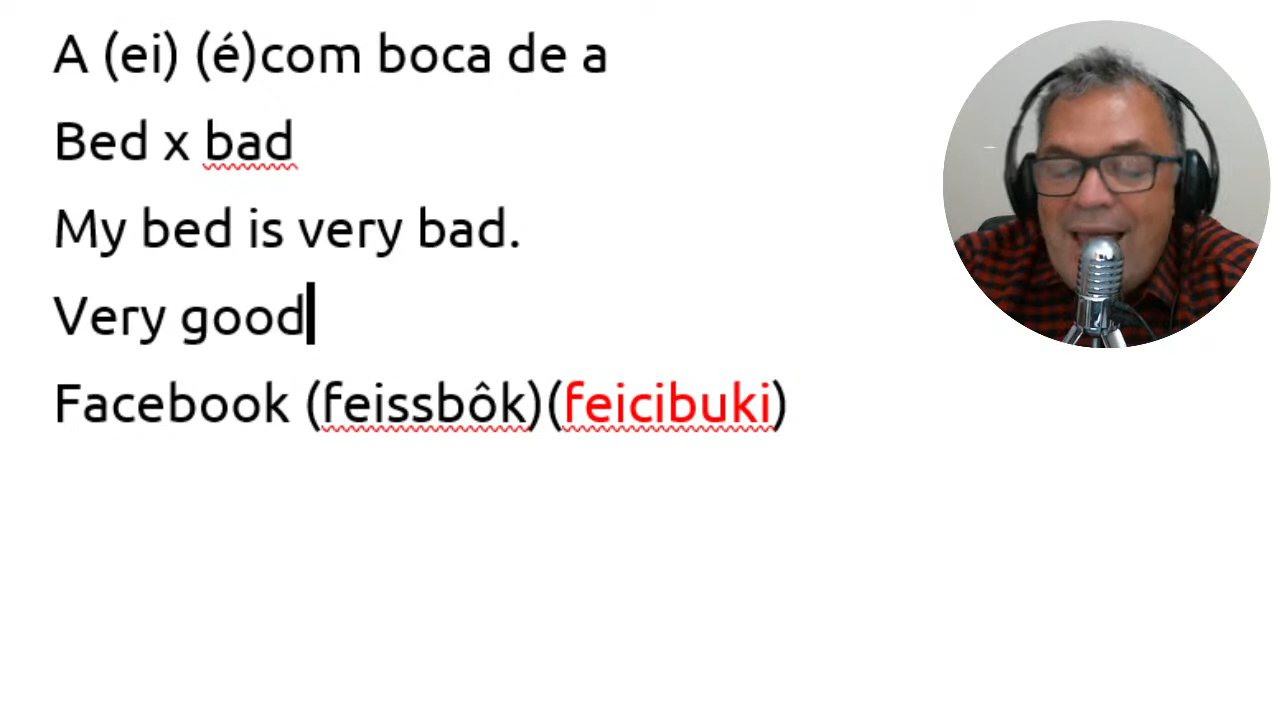 A (ei) (é)com boca de a
Bed x bad
My bed is very bad.
Very good
Facebook (feissbôk)(feicibuki)